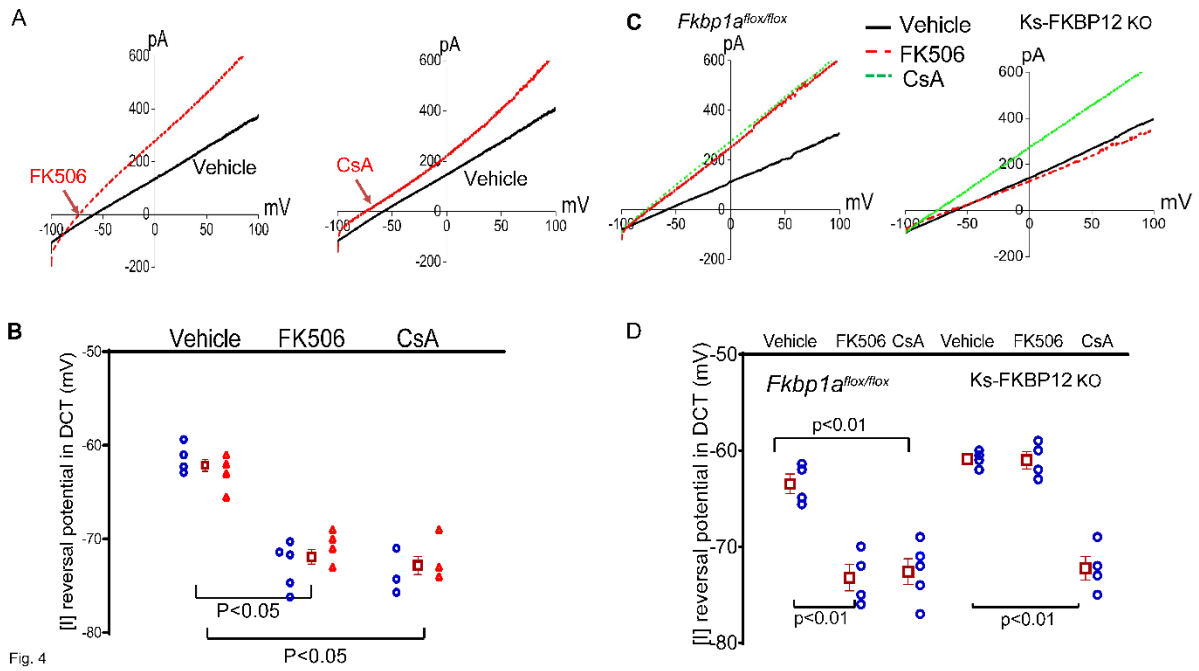 A
pA
600
400
200
0
-200
-100
-50
0
50
100
mV
FK506
Vehicle
600
400
200
0
-200
-100
-50
0
50
100
mV
CsA
Vehicle
C
Fkbp1a flox/flox
pA
600
400
200
0
-200
-100
-50
0
50
100
mV
Vehicle
FK506
CsA
Ks-FKBP12 KO
pA
600
400
200
0
-200
-100
-50
0
50
100
mV
B
Vehicle FK506 CsA
[I] reversal potential in DCT (mV)
-50
-60
-70
-80
P<0.05
P<0.05
D
Vehicle FK506 CsA Vehicle FK506 CsA
Fkbp1a flox/flox Ks-FKBP12 KO
[I] reversal potential in DCT (mV)
-50
-60
-70
-80
p<0.01
p<0.01
p<0.01
Fig. 4